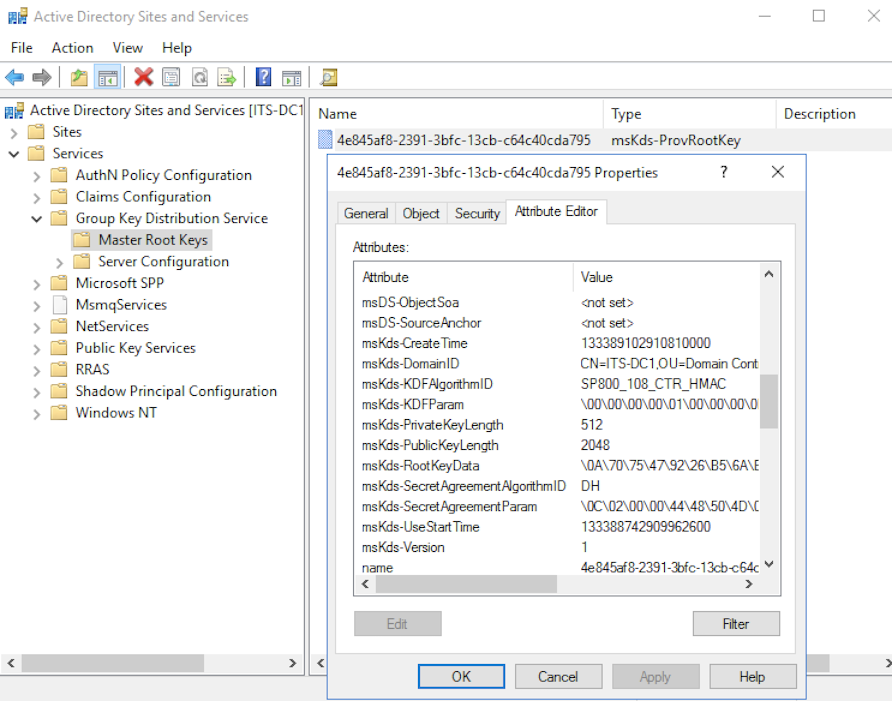 Active Directory Sites and Services
File Action View Help
Active Directory Sites and Services [ITS-DC1
Sites
Services
AuthN Policy Configuration
Claims Configuration
Group Key Distribution Service
Master Root Keys
Server Configuration
Microsoft SPP
MsmqServices
NetServices
Public Key Services
RRAS
Shadow Principal Configuration
Windows NT
Name Type Description
4e845af8-2391-3bfc-13cb-c64c40cda795 msKds-ProvRootKey
4e845af8-2391-3bfc-13cb-c64c40cda795 Properties ?
General Object Security Attribute Editor
Attributes:
Attribute Value
msDS-ObjectSoa <not set>
msDS-SourceAnchor <not set>
msKds-CreateTime 133389102910810000
msKds-DomainID CN=ITS-DC1,OU=Domain Cont
msKds-KDFAlgorithmID SP800_108_CTR_HMAC
msKds-KDFParam \00\00\00\00\01\00\00\00\0
msKds-PrivateKeyLength 512
msKds-PublicKeyLength 2048
msKds-RootKeyData \0A\70\75\47\92\26\B5\6A\
msKds-SecretAgreementAlgorithmID DH
msKds-SecretAgreementParam \0C\02\00\00\44\48\50\4D\
msKds-UseStartTime 133388742909962600
msKds-Version 1
name 4e845af8-2391-3bfc-13cb-c64c
Edit Filter
OK Cancel Apply Help